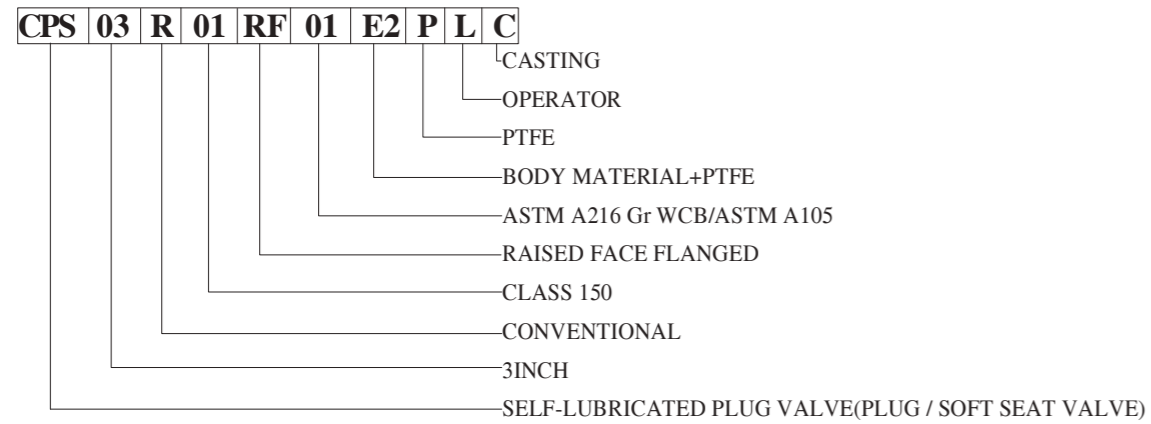 CPS 03 R 01 RF 01 E2 P L C
CASTING
OPERATOR
PTFE
BODY MATERIAL+PTFE
ASTM A216 Gr WCB/ASTM A105
RAISED FACE FLANGED
CLASS 150
CONVENTIONAL
3INCH
SELF-LUBRICATED PLUG VALVE(PLUG / SOFT SEAT VALVE)